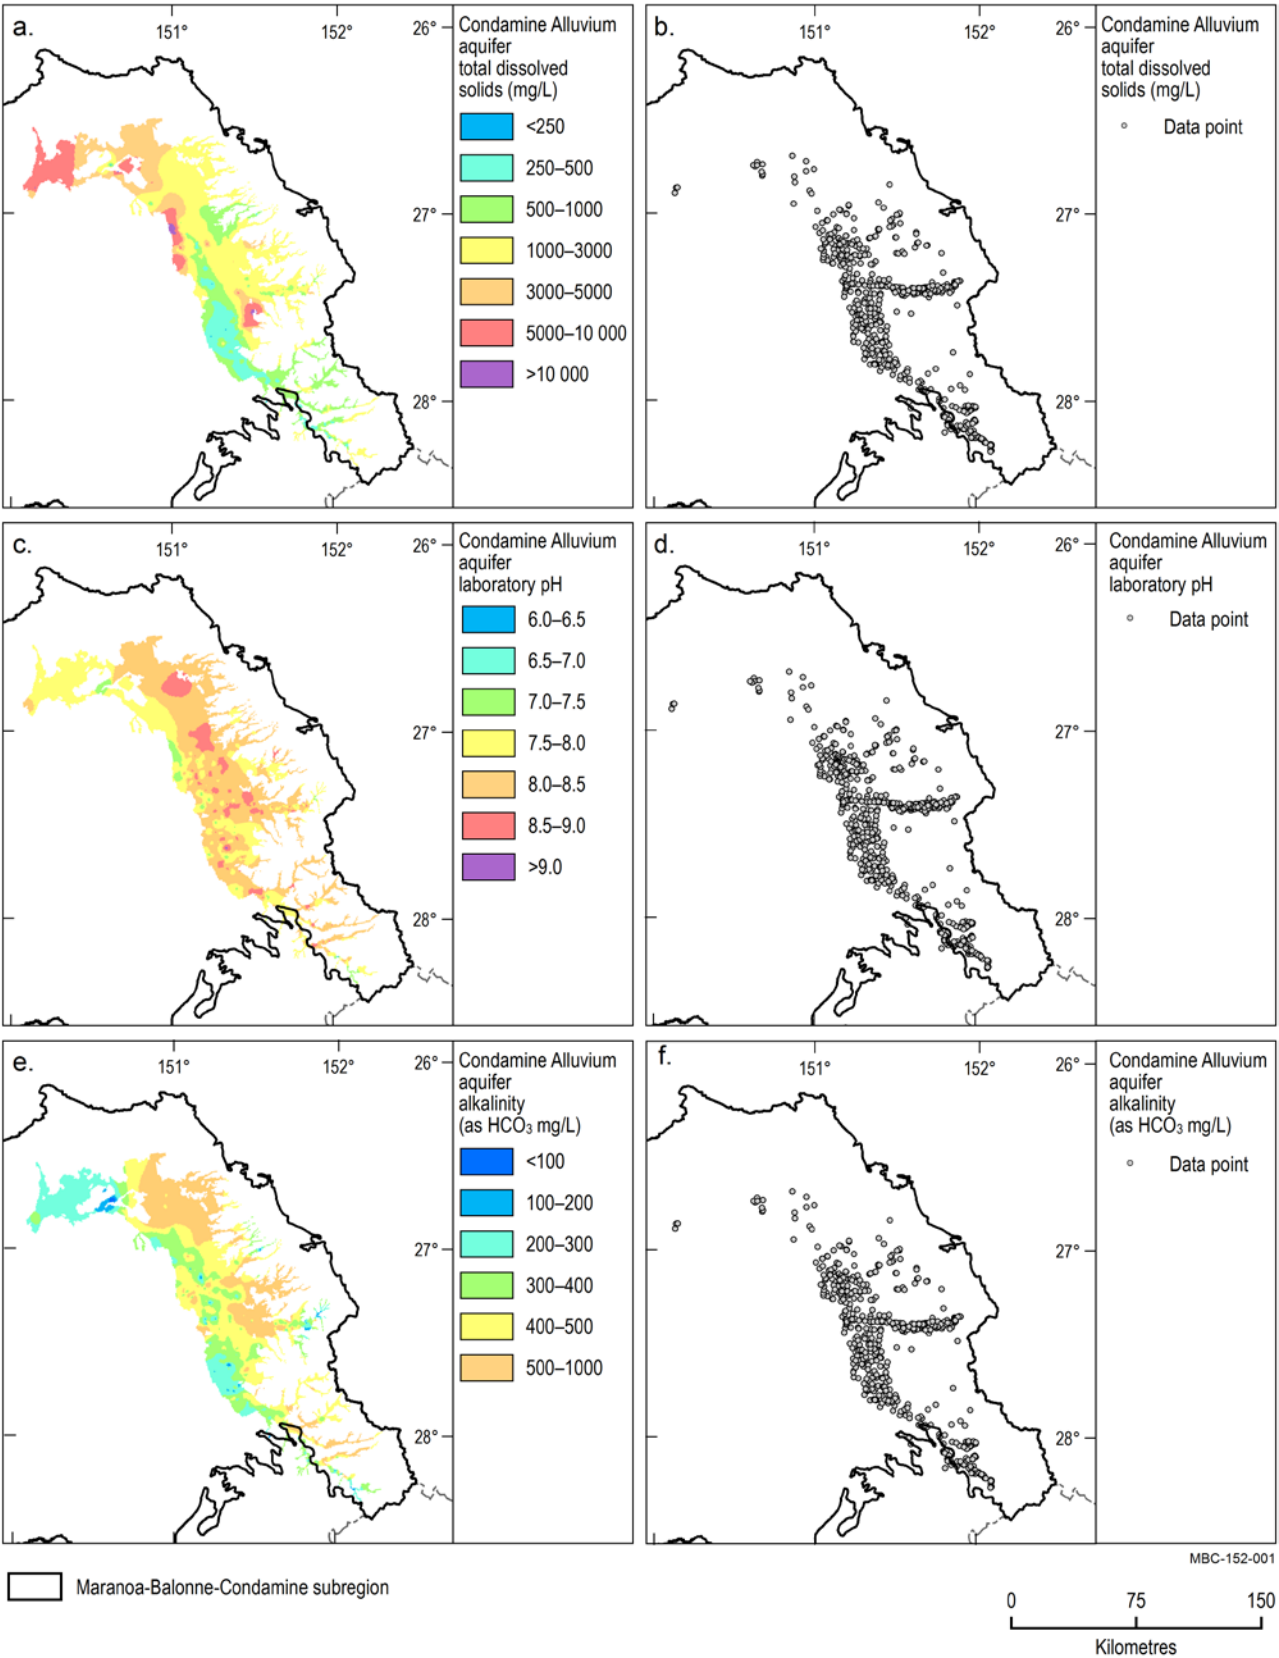 a.
151°
152°
26°
27°
28°
Condamine Alluvium
aquifer
total dissolved
solids (mg/L)
<250
250–500
500–1000
1000–3000
3000–5000
5000–10 000
>10 000
b.
151°
152°
26°
27°
28°
Condamine Alluvium
aquifer
total dissolved
solids (mg/L)
Data point
c.
151°
152°
26°
27°
28°
Condamine Alluvium
aquifer
laboratory pH
6.0–6.5
6.5–7.0
7.0–7.5
7.5–8.0
8.0–8.5
8.5–9.0
>9.0
d.
151°
152°
26°
27°
28°
Condamine Alluvium
aquifer
laboratory pH
Data point
e.
151°
152°
26°
27°
28°
Condamine Alluvium
aquifer
alkalinity
(as HCO₃ mg/L)
<100
100–200
200–300
300–400
400–500
500–1000
f.
151°
152°
26°
27°
28°
Condamine Alluvium
aquifer
alkalinity
(as HCO₃ mg/L)
Data point
MBC-152-001
Maranoa-Balonne-Condamine subregion
0 75 150
Kilometres